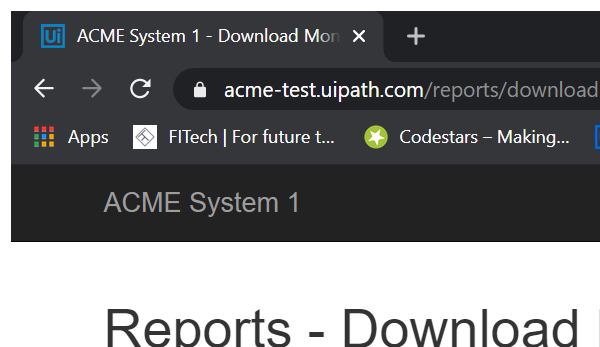 Ui ACME System 1 - Download Mon
acme-test.uipath.com/reports/download
Apps FITech | For future t... Codestars – Making...
ACME System 1
Reports - Download